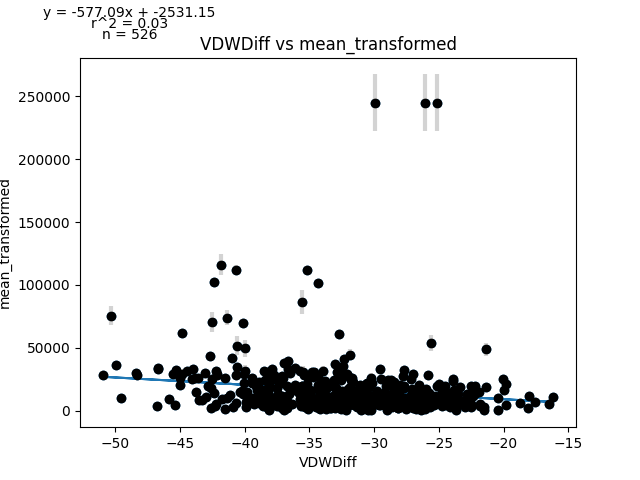 y = -577.09x + -2531.15
r^2 = 0.03
n = 526
VDWDiff vs mean_transformed
mean_transformed
250000
200000
150000
100000
50000
0
−50
−45
−40
−35
−30
−25
−20
−15
VDWDiff